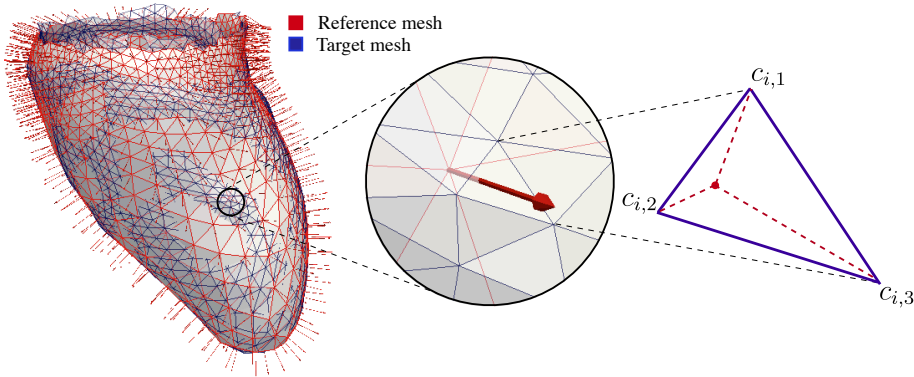 Reference mesh
Target mesh
c_{i,1}
c_{i,2}
c_{i,3}